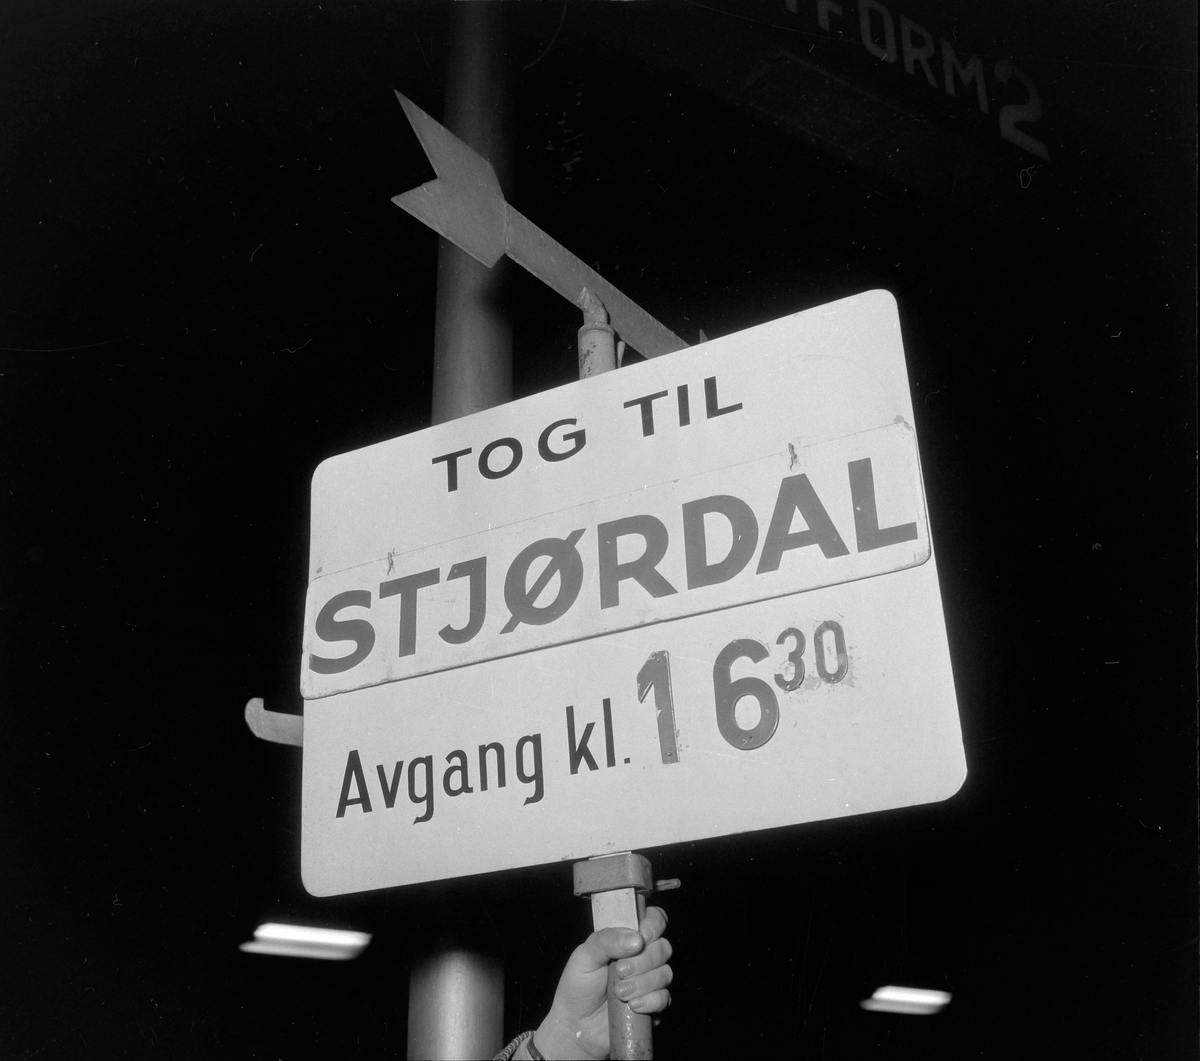 TOG TIL
STJØRDAL
Avgang kl. 16 30